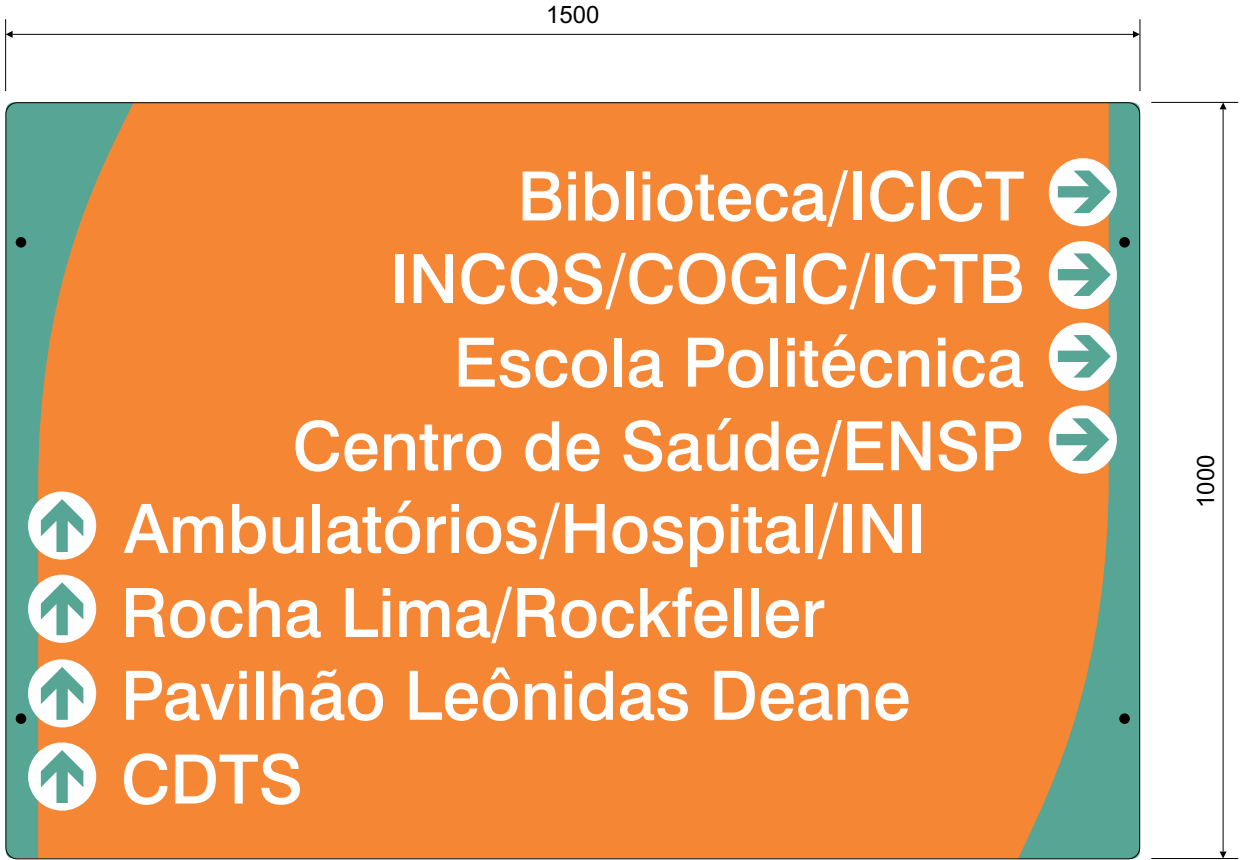 1500
Biblioteca/ICICT
INCQS/COGIC/ICTB
Escola Politécnica
Centro de Saúde/ENSP
Ambulatórios/Hospital/INI
Rocha Lima/Rockfeller
Pavilhão Leônidas Deane
CDTS
1000